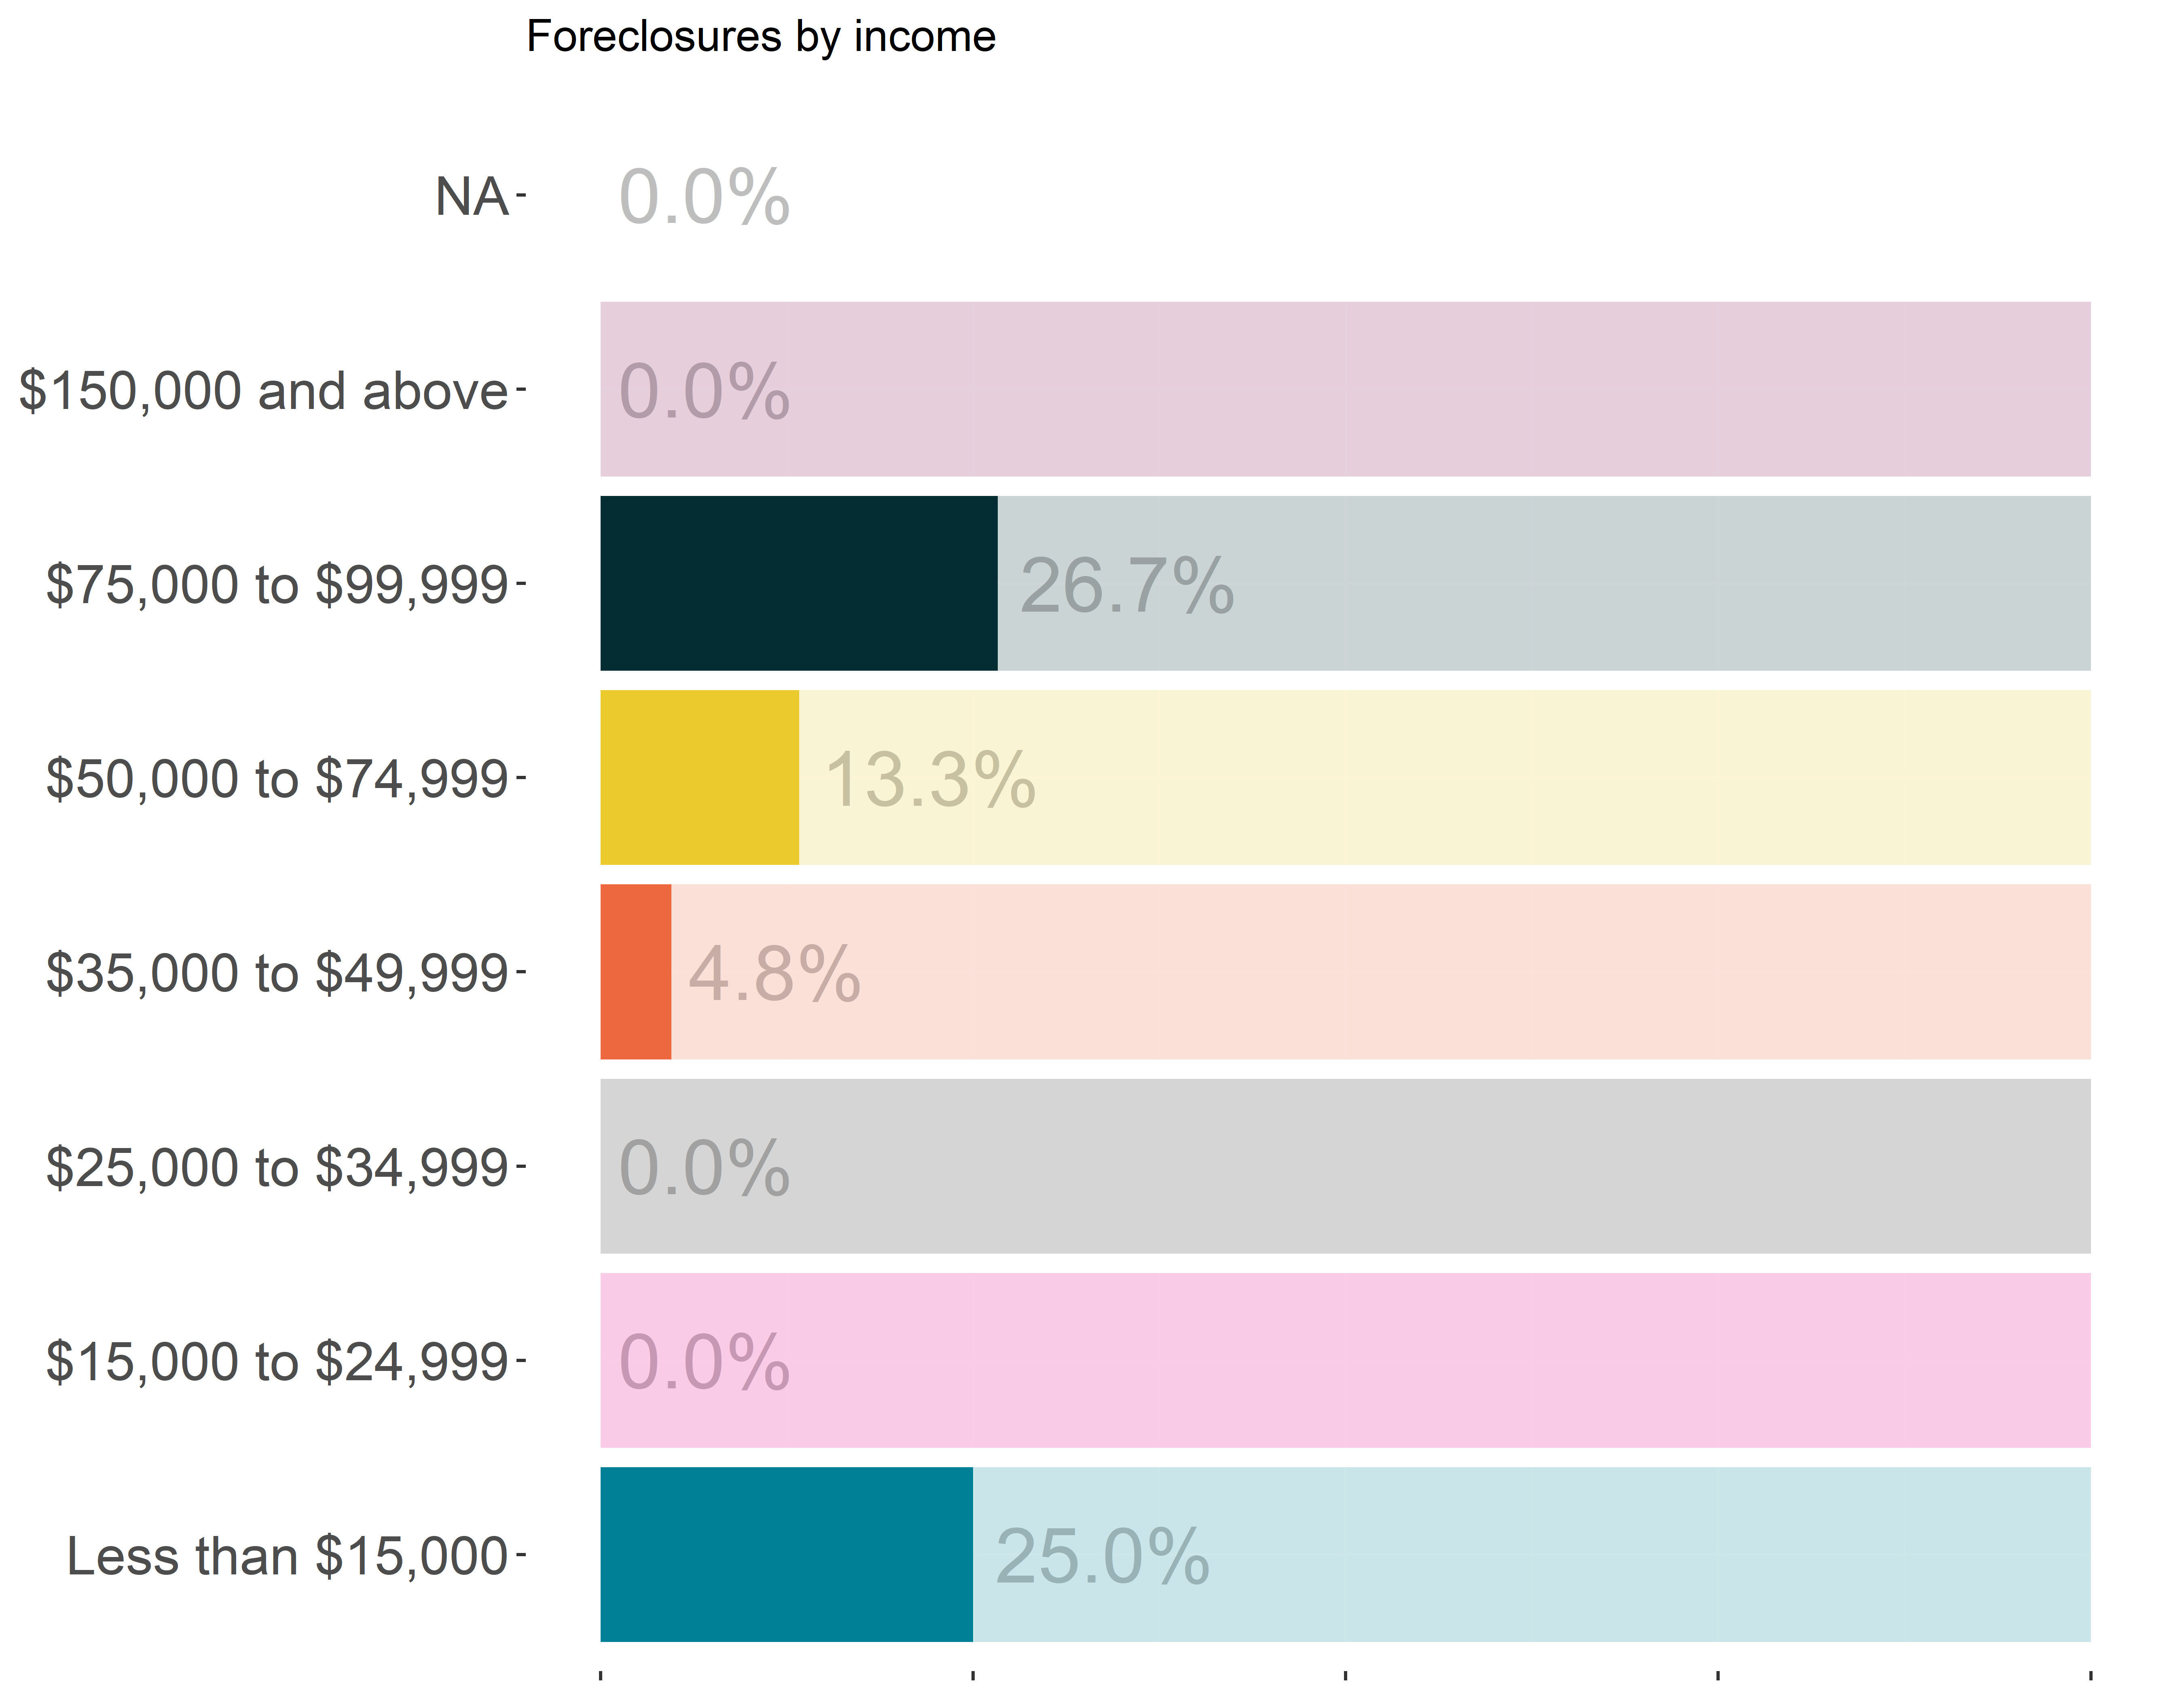 Foreclosures by income
NA
0.0%
$150,000 and above
0.0%
$75,000 to $99,999
26.7%
$50,000 to $74,999
13.3%
$35,000 to $49,999
4.8%
$25,000 to $34,999
0.0%
$15,000 to $24,999
0.0%
Less than $15,000
25.0%